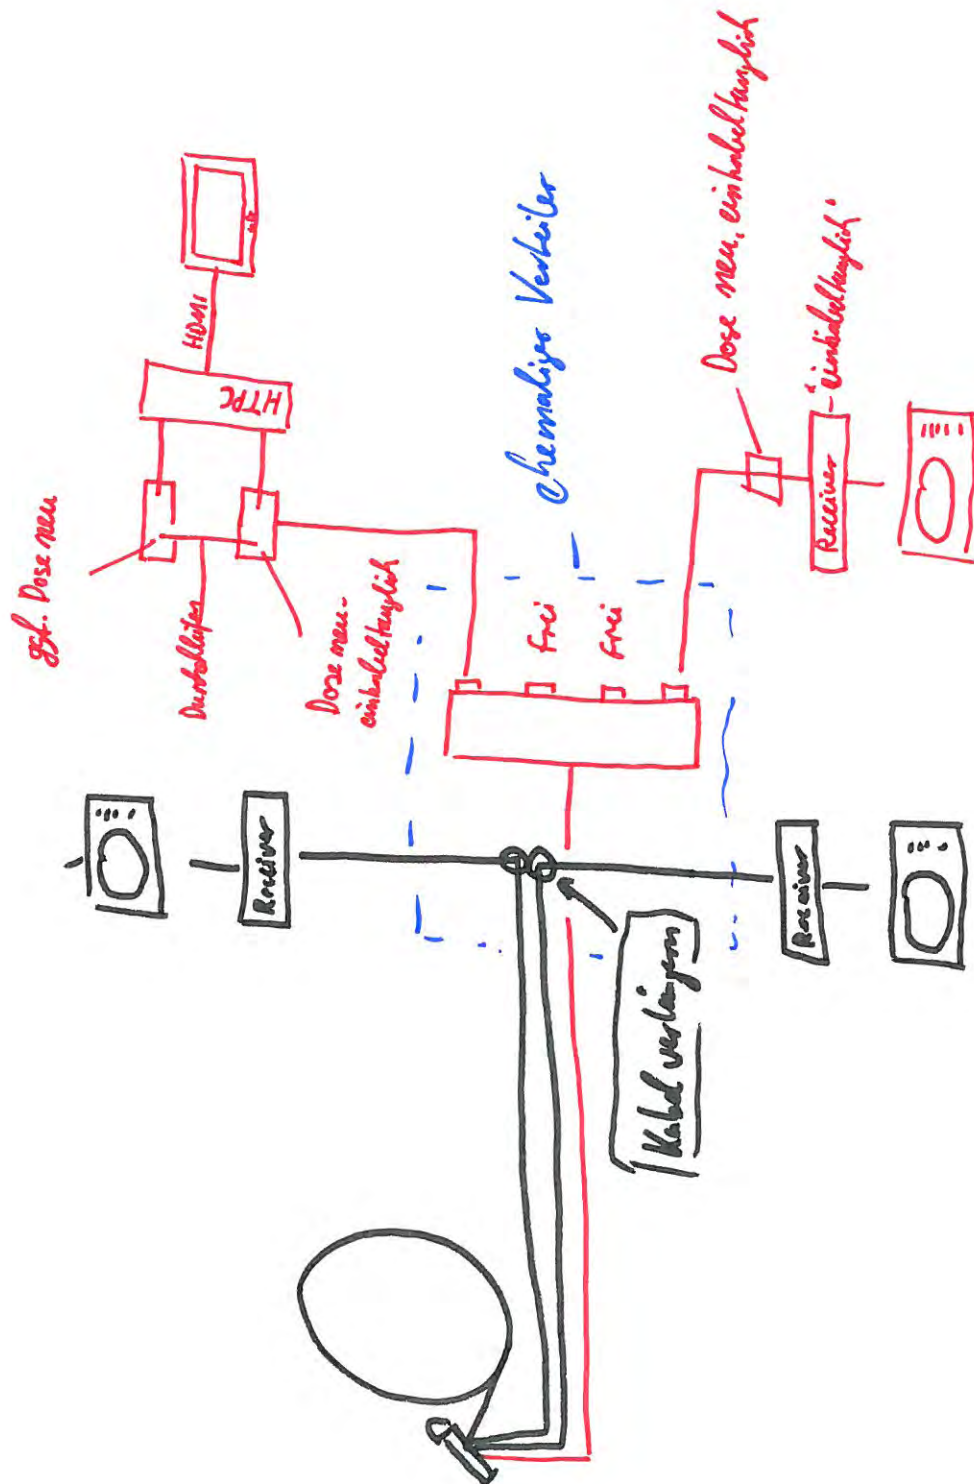 ggf. Dose neu
Durchschleifen
Dose neu-
einkabeltauglich
HTPC
HDMI
Receiver
frei
frei
ehemaliger Verteiler
Dose neu, einkabeltauglich
Receiver
- "einkabeltauglich"
Kabel verlängern
Receiver